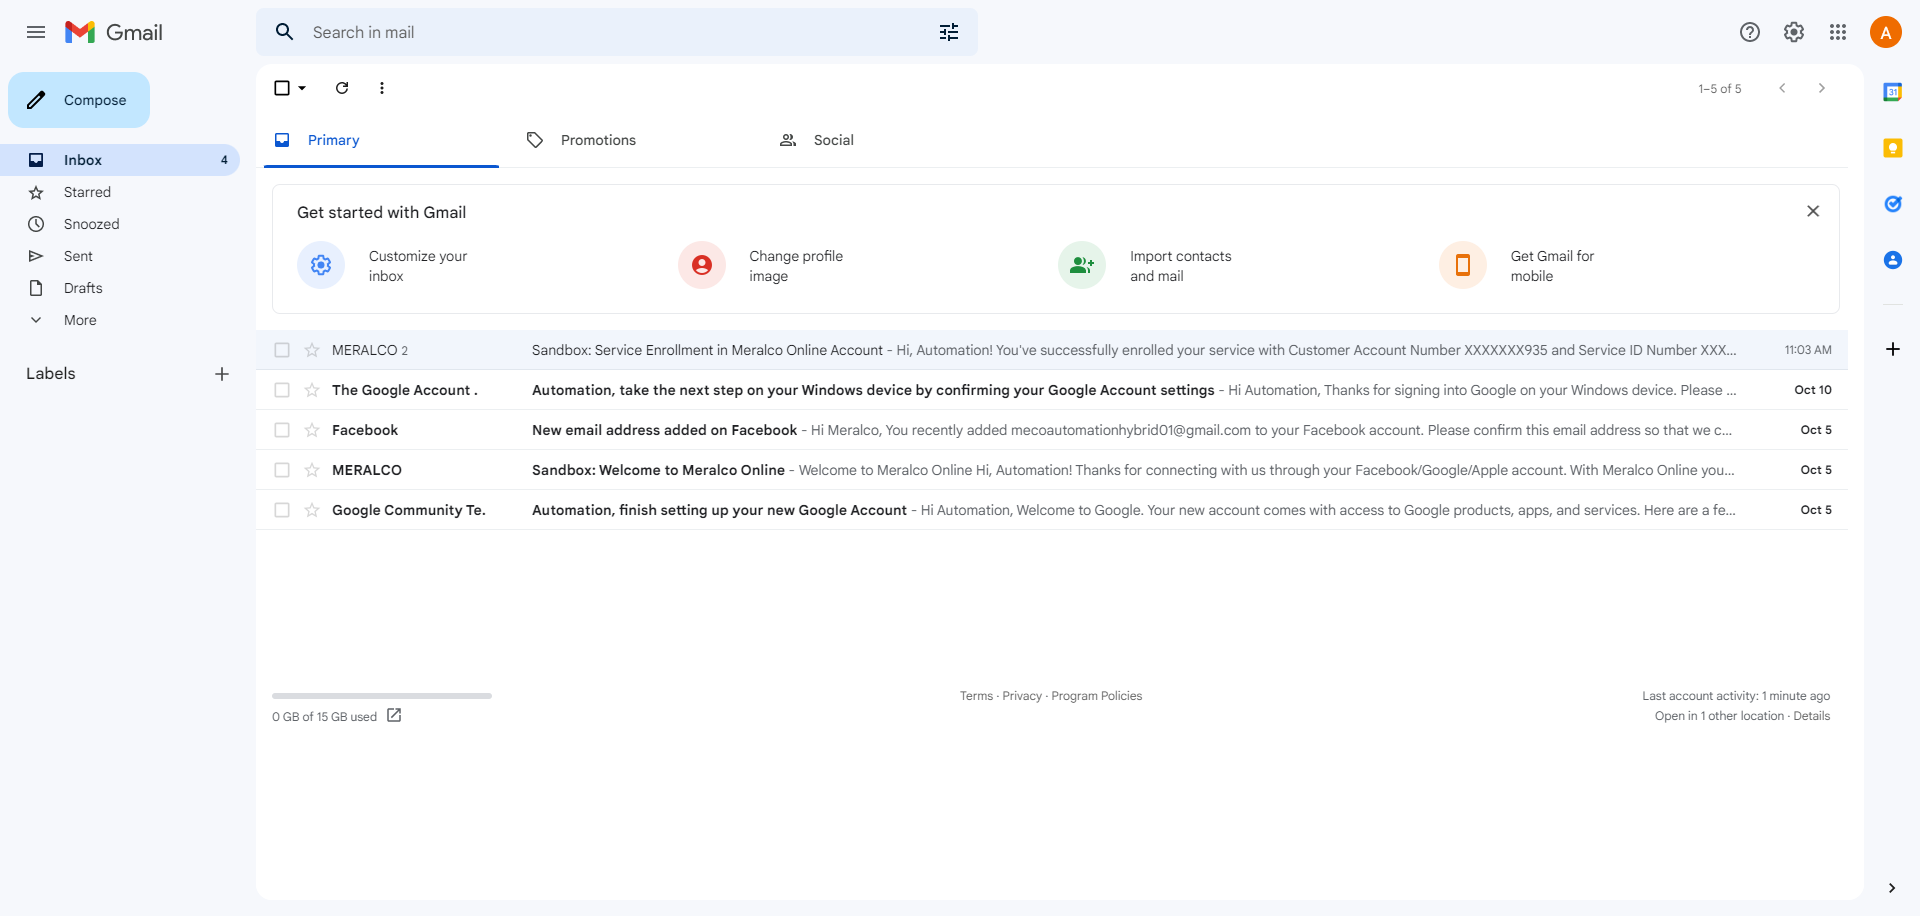 Gmail
Search in mail
A
Compose
1–5 of 5
31
Primary
Promotions
Social
Inbox 4
Starred
Snoozed
Sent
Drafts
More
Labels
Get started with Gmail
Customize your
inbox
Change profile
image
Import contacts
and mail
Get Gmail for
mobile
MERALCO 2 Sandbox: Service Enrollment in Meralco Online Account - Hi, Automation! You've successfully enrolled your service with Customer Account Number XXXXXXX935 and Service ID Number XXX... 11:03 AM
The Google Account . Automation, take the next step on your Windows device by confirming your Google Account settings - Hi Automation, Thanks for signing into Google on your Windows device. Please ... Oct 10
Facebook New email address added on Facebook - Hi Meralco, You recently added mecoautomationhybrid01@gmail.com to your Facebook account. Please confirm this email address so that we c... Oct 5
MERALCO Sandbox: Welcome to Meralco Online - Welcome to Meralco Online Hi, Automation! Thanks for connecting with us through your Facebook/Google/Apple account. With Meralco Online you... Oct 5
Google Community Te. Automation, finish setting up your new Google Account - Hi Automation, Welcome to Google. Your new account comes with access to Google products, apps, and services. Here are a fe... Oct 5
0 GB of 15 GB used
Terms · Privacy · Program Policies
Last account activity: 1 minute ago
Open in 1 other location · Details